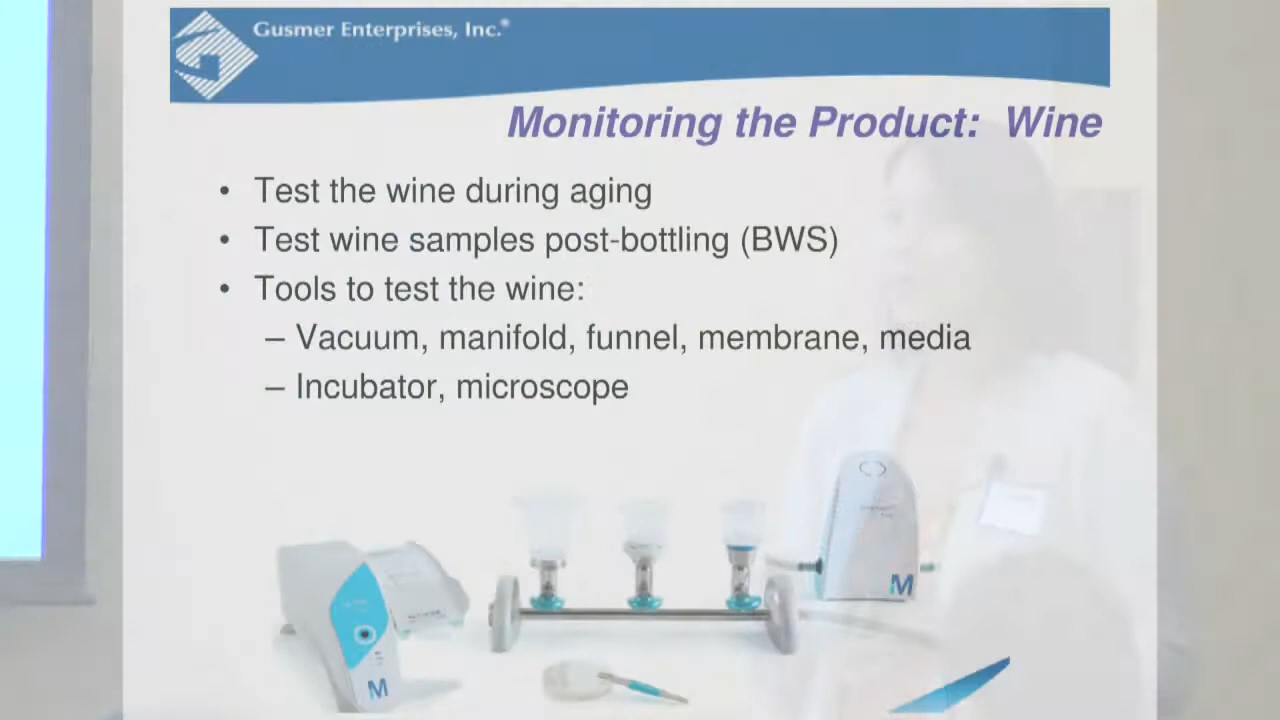 Gusmer Enterprises, Inc.®
Monitoring the Product: Wine
• Test the wine during aging
• Test wine samples post-bottling (BWS)
• Tools to test the wine:
– Vacuum, manifold, funnel, membrane, media
– Incubator, microscope
M
M